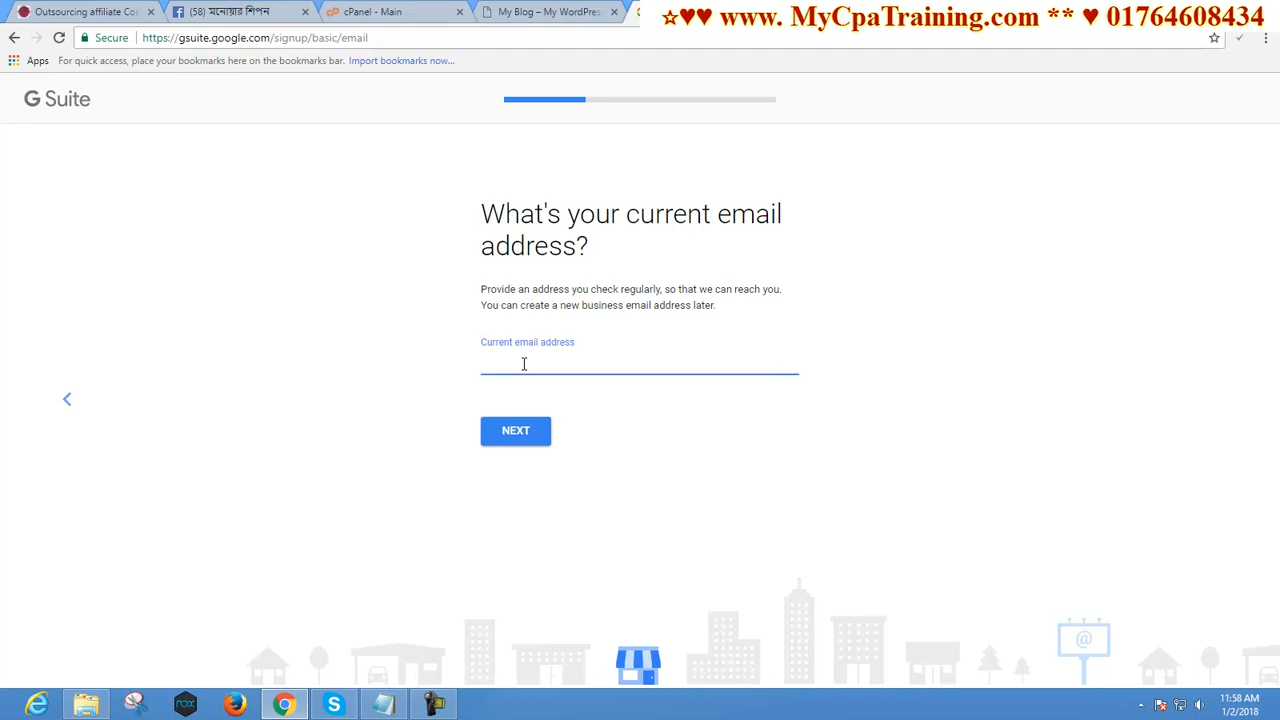 Outsourcing affiliate Co
(58) মনোয়ার শিপন
cPanel - Main
My Blog – My WordPress
☆♥♥ www. MyCpaTraining.com ** ♥ 01764608434
Secure
https://gsuite.google.com/signup/basic/email
Apps
For quick access, place your bookmarks here on the bookmarks bar.
Import bookmarks now...
G Suite
What's your current email
address?
Provide an address you check regularly, so that we can reach you.
You can create a new business email address later.
Current email address
NEXT
@
nox
11:58 AM
1/2/2018